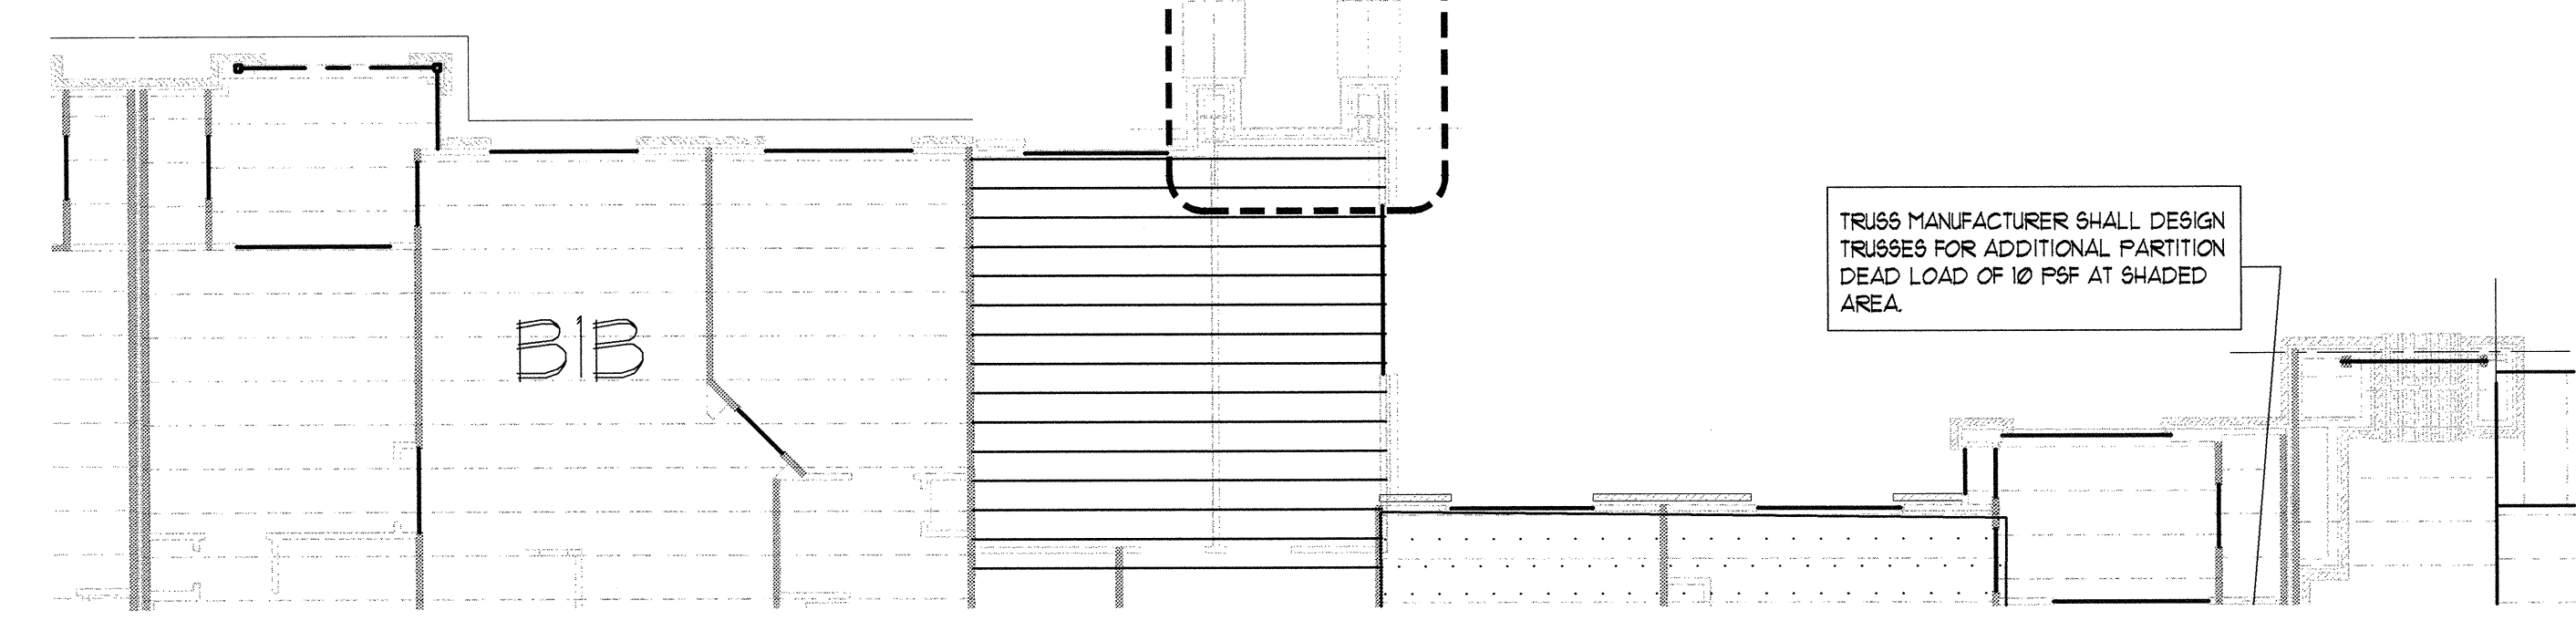 TRUSS MANUFACTURER SHALL DESIGN
TRUSSES FOR ADDITIONAL PARTITION
DEAD LOAD OF 10 PSF AT SHADED
AREA.
B1B